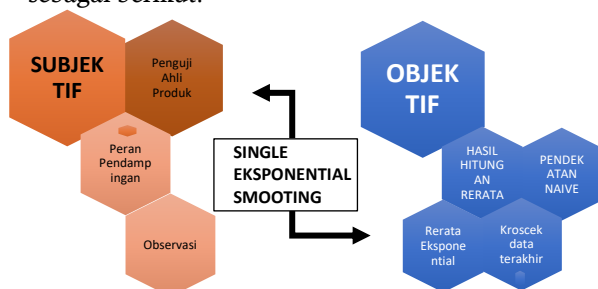 sebagai berikut:
SUBJEK
TIF
Penguji
Ahli
Produk
Peran
Pendamp
ingan
Observasi
SINGLE
EKSPONENTIAL
SMOOTING
OBJEK
TIF
HASIL
HITUNG
AN
RERATA
PENDEK
ATAN
NAIVE
Rerata
Ekspone
ntial
Kroscek
data
terakhir